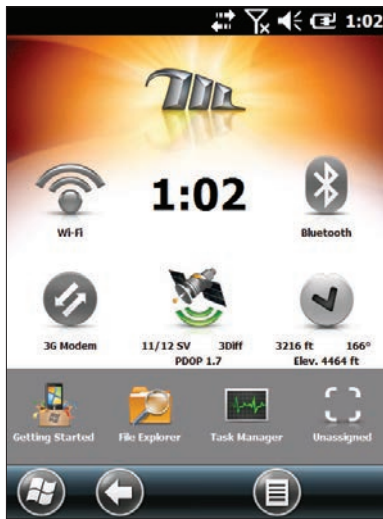 1:02
1:02
Wi-Fi
Bluetooth
3G Modem
11/12 SV 3Diff
PDOP 1.7
3216 ft 166°
Elev. 4464 ft
Getting Started
File Explorer
Task Manager
Unassigned